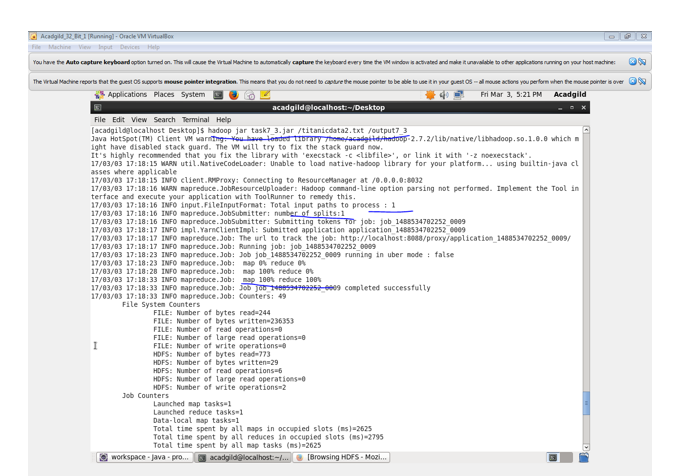 Acadgild_32_Bit_1 [Running] - Oracle VM VirtualBox
File Machine View Input Devices Help
You have the Auto capture keyboard option turned on. This will cause the Virtual Machine to automatically capture the keyboard every time the VM window is activated and make it unavailable to other applications running on your host machine:
The Virtual Machine reports that the guest OS supports mouse pointer integration. This means that you do not need to capture the mouse pointer to be able to use it in your guest OS -- all mouse actions you perform when the mouse pointer is over
Applications Places System Fri Mar 3, 5:21 PM Acadgild
acadgild@localhost:~/Desktop
File Edit View Search Terminal Help
[acadgild@localhost Desktop]$ hadoop jar task7_3.jar /titanicdata2.txt /output7_3
Java HotSpot(TM) Client VM warning: You have loaded library /home/acadgild/hadoop-2.7.2/lib/native/libhadoop.so.1.0.0 which m
ight have disabled stack guard. The VM will try to fix the stack guard now.
It's highly recommended that you fix the library with 'execstack -c <libfile>', or link it with '-z noexecstack'.
17/03/03 17:18:15 WARN util.NativeCodeLoader: Unable to load native-hadoop library for your platform... using builtin-java cl
asses where applicable
17/03/03 17:18:15 INFO client.RMProxy: Connecting to ResourceManager at /0.0.0.0:8032
17/03/03 17:18:16 WARN mapreduce.JobResourceUploader: Hadoop command-line option parsing not performed. Implement the Tool in
terface and execute your application with ToolRunner to remedy this.
17/03/03 17:18:16 INFO input.FileInputFormat: Total input paths to process : 1
17/03/03 17:18:16 INFO mapreduce.JobSubmitter: number of splits:1
17/03/03 17:18:16 INFO mapreduce.JobSubmitter: Submitting tokens for job: job_1488534702252_0009
17/03/03 17:18:17 INFO impl.YarnClientImpl: Submitted application application_1488534702252_0009
17/03/03 17:18:17 INFO mapreduce.Job: The url to track the job: http://localhost:8088/proxy/application_1488534702252_0009/
17/03/03 17:18:17 INFO mapreduce.Job: Running job: job_1488534702252_0009
17/03/03 17:18:23 INFO mapreduce.Job: Job job_1488534702252_0009 running in uber mode : false
17/03/03 17:18:23 INFO mapreduce.Job:  map 0% reduce 0%
17/03/03 17:18:28 INFO mapreduce.Job:  map 100% reduce 0%
17/03/03 17:18:33 INFO mapreduce.Job:  map 100% reduce 100%
17/03/03 17:18:33 INFO mapreduce.Job: Job job_1488534702252_0009 completed successfully
17/03/03 17:18:33 INFO mapreduce.Job: Counters: 49
File System Counters
FILE: Number of bytes read=244
FILE: Number of bytes written=236353
FILE: Number of read operations=0
FILE: Number of large read operations=0
FILE: Number of write operations=0
HDFS: Number of bytes read=773
HDFS: Number of bytes written=29
HDFS: Number of read operations=6
HDFS: Number of large read operations=0
HDFS: Number of write operations=2
Job Counters
Launched map tasks=1
Launched reduce tasks=1
Data-local map tasks=1
Total time spent by all maps in occupied slots (ms)=2625
Total time spent by all reduces in occupied slots (ms)=2795
Total time spent by all map tasks (ms)=2625
workspace - Java - pro... acadgild@localhost:~/... [Browsing HDFS - Mozi...